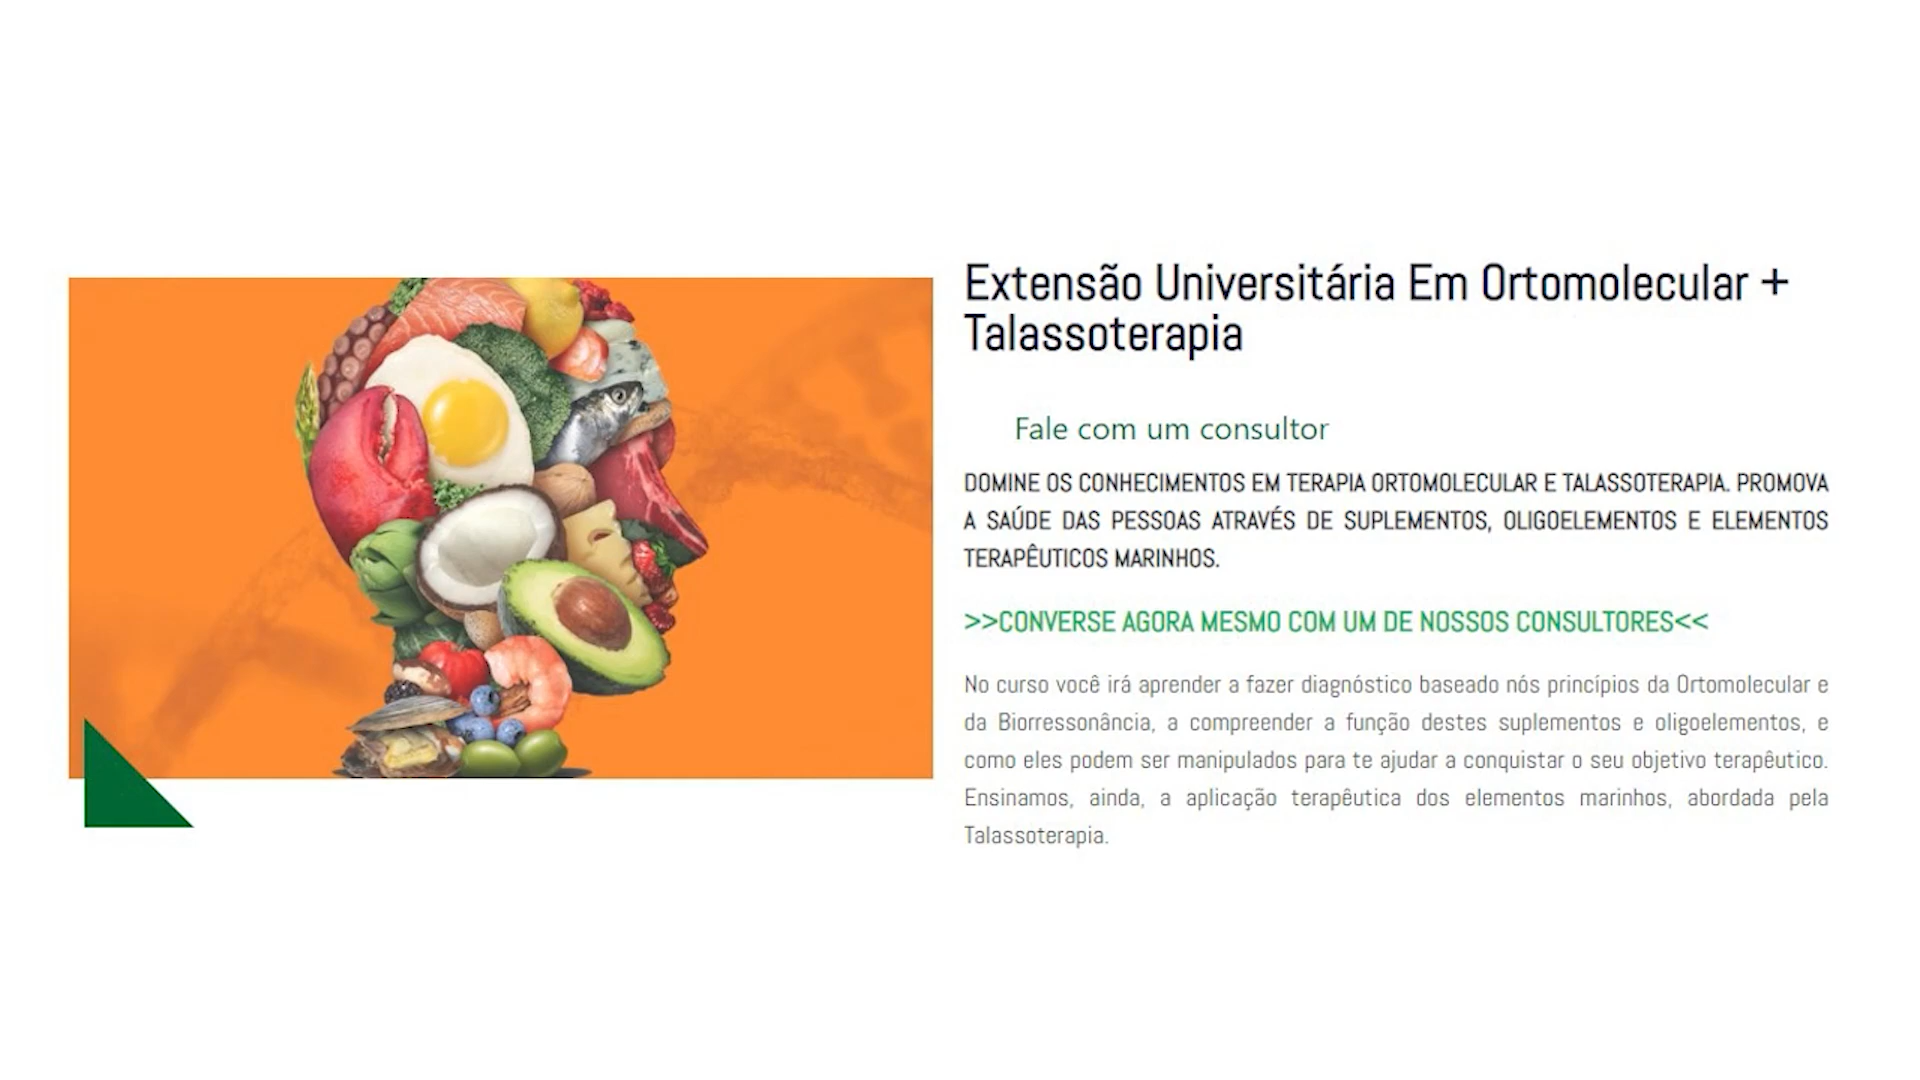 Extensão Universitária Em Ortomolecular +
Talassoterapia
Fale com um consultor
DOMINE OS CONHECIMENTOS EM TERAPIA ORTOMOLECULAR E TALASSOTERAPIA. PROMOVA
A SAÚDE DAS PESSOAS ATRAVÉS DE SUPLEMENTOS, OLIGOELEMENTOS E ELEMENTOS
TERAPÊUTICOS MARINHOS.
>>CONVERSE AGORA MESMO COM UM DE NOSSOS CONSULTORES<<
No curso você irá aprender a fazer diagnóstico baseado nós princípios da Ortomolecular e
da Biorressonância, a compreender a função destes suplementos e oligoelementos, e
como eles podem ser manipulados para te ajudar a conquistar o seu objetivo terapêutico.
Ensinamos, ainda, a aplicação terapêutica dos elementos marinhos, abordada pela
Talassoterapia.